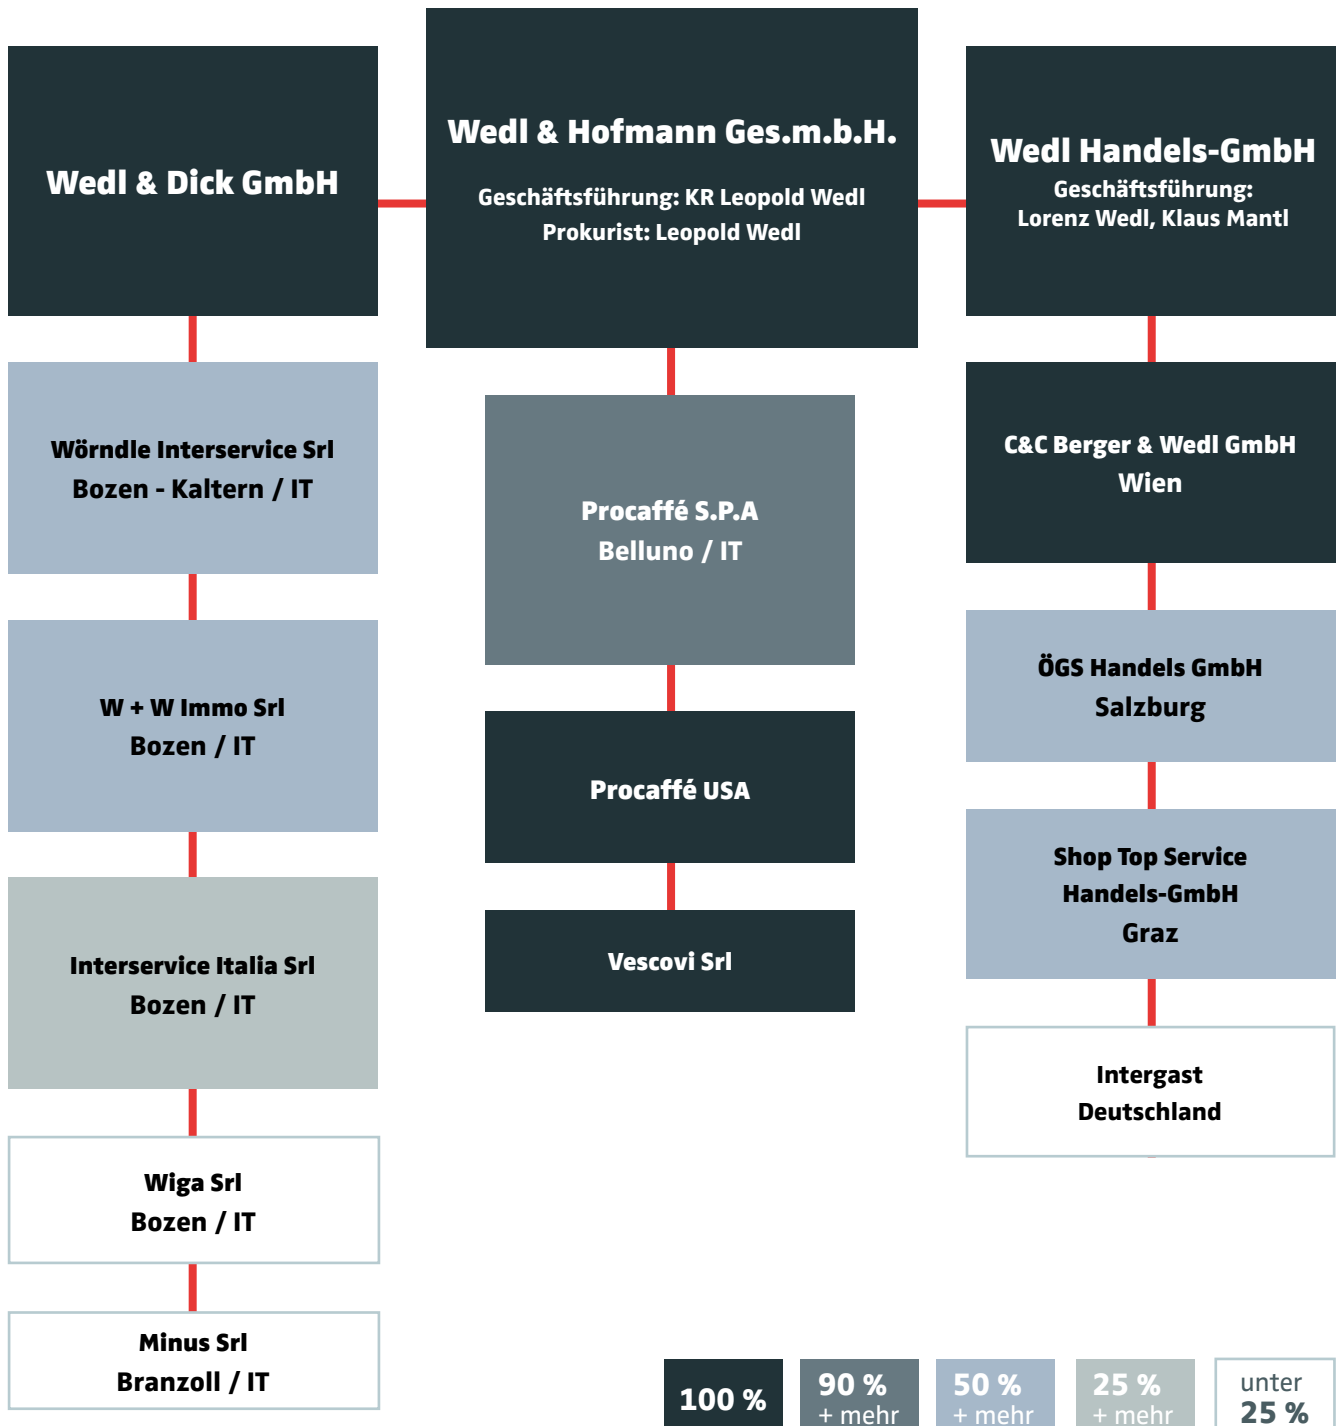 Wedl & Dick GmbH
Wörndle Interservice Srl
Bozen - Kaltern / IT
W + W Immo Srl
Bozen / IT
Interservice Italia Srl
Bozen / IT
Wiga Srl
Bozen / IT
Minus Srl
Branzoll / IT
Wedl & Hofmann Ges.m.b.H.
Geschäftsführung: KR Leopold Wedl
Prokurist: Leopold Wedl
Procaffé S.P.A
Belluno / IT
Procaffé USA
Vescovi Srl
Wedl Handels-GmbH
Geschäftsführung:
Lorenz Wedl, Klaus Mantl
C&C Berger & Wedl GmbH
Wien
ÖGS Handels GmbH
Salzburg
Shop Top Service
Handels-GmbH
Graz
Intergast
Deutschland
100 %
90 %
+ mehr
50 %
+ mehr
25 %
+ mehr
unter
25 %